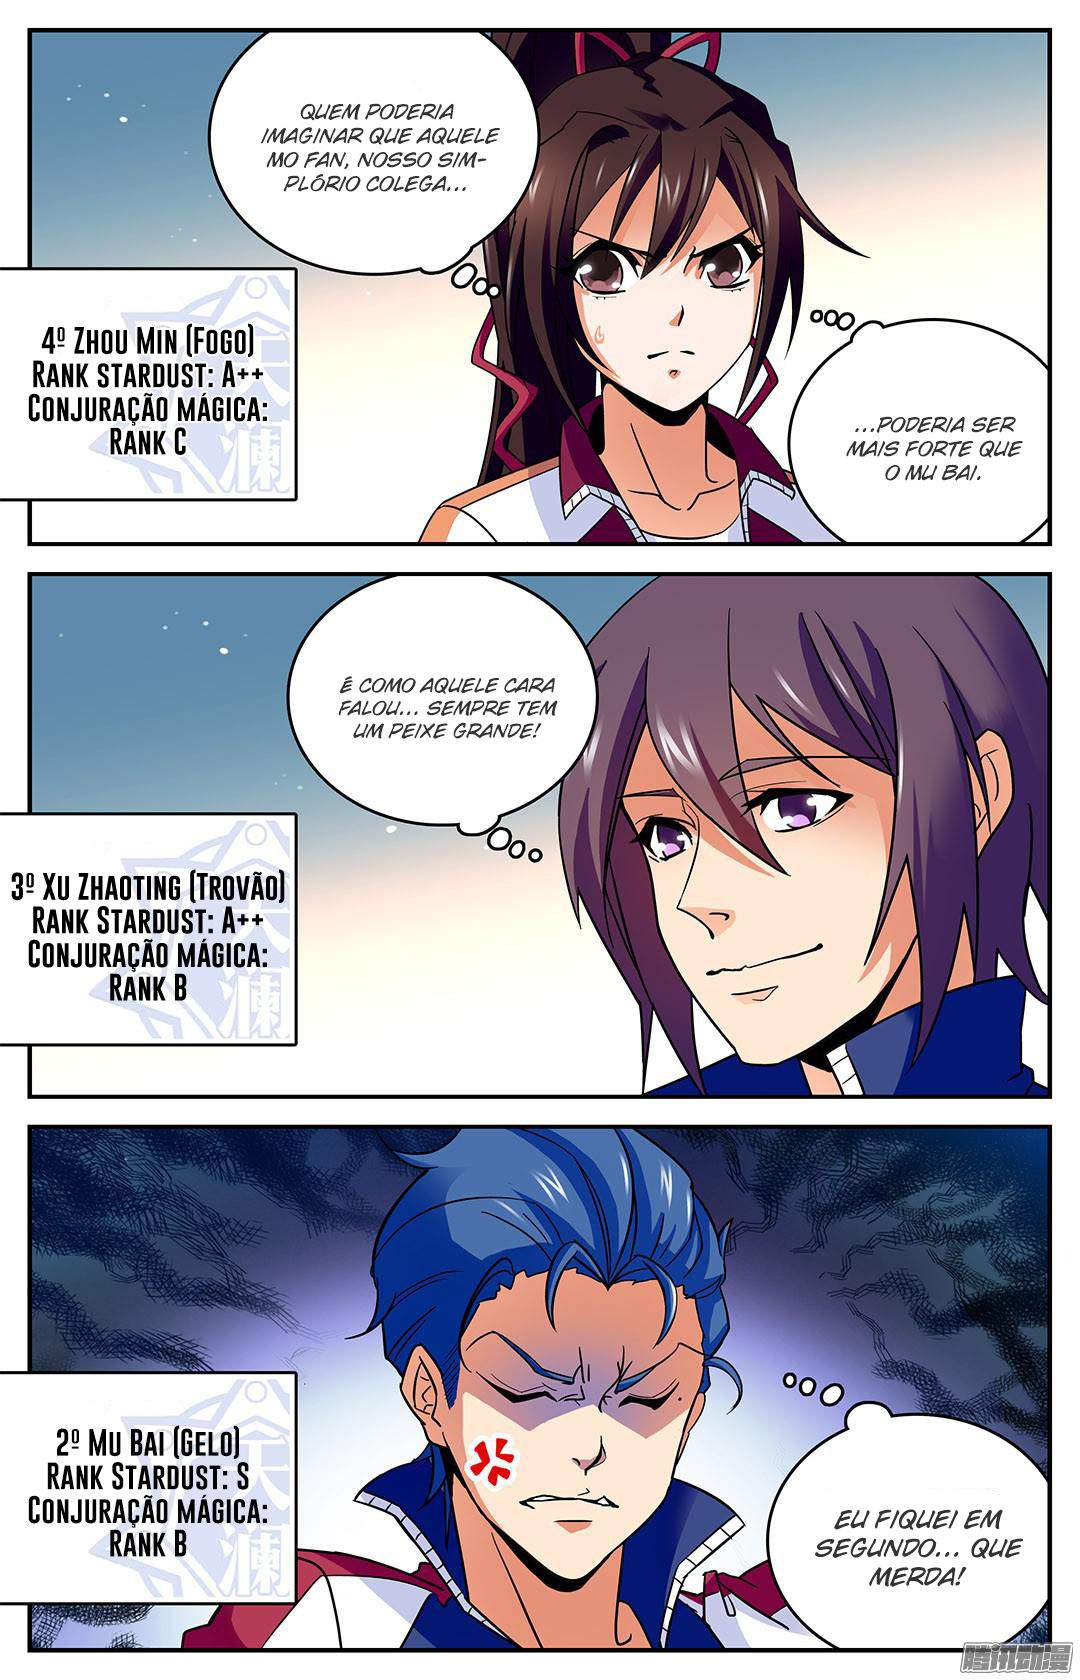 QUEM PODERIA
IMAGINAR QUE AQUELE
MO FAN, NOSSO SIM-
PLÓRIO COLEGA...
4º ZHOU MIN (FOGO)
RANK STARDUST: A++
CONJURAÇÃO MÁGICA:
RANK C
...PODERIA SER
MAIS FORTE QUE
O MU BAI.
É COMO AQUELE CARA
FALOU... SEMPRE TEM
UM PEIXE GRANDE!
3º XU ZHAOTING (TROVÃO)
RANK STARDUST: A++
CONJURAÇÃO MÁGICA:
RANK B
2º MU BAI (GELO)
RANK STARDUST: S
CONJURAÇÃO MÁGICA:
RANK B
EU FIQUEI EM
SEGUNDO... QUE
MERDA!
腾讯动漫